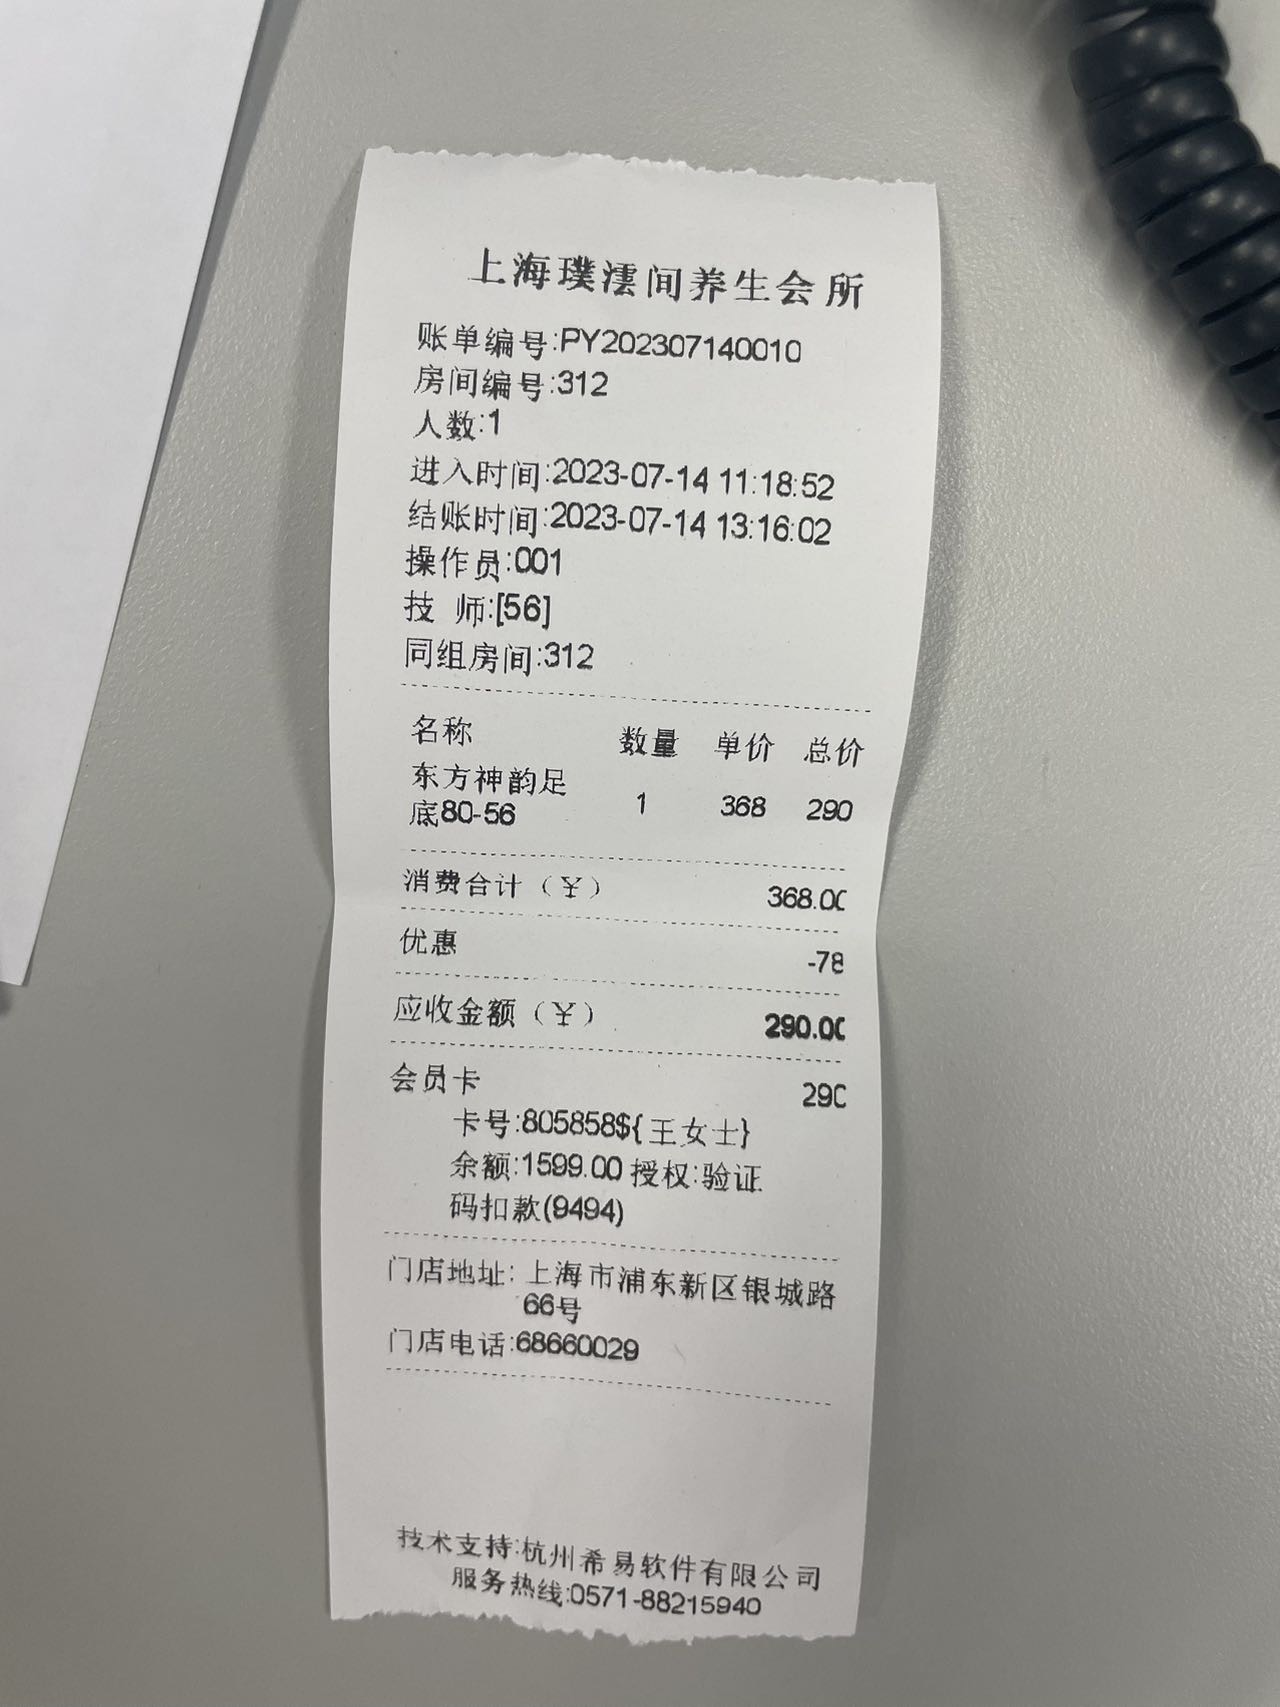 上海璞澐间养生会所
账单编号:PY202307140010
房间编号:312
人数:1
进入时间:2023-07-14 11:18:52
结账时间:2023-07-14 13:16:02
操作员:001
技 师:[56]
同组房间:312
名称 数量 单价 总价
东方神韵足
底80-56 1 368 290
消费合计（¥） 368.00
优惠 -78
应收金额（¥） 290.00
会员卡 290
卡号:805858${王女士}
余额:1599.00 授权:验证
码扣款(9494)
门店地址: 上海市浦东新区银城路
66号
门店电话:68660029
技术支持:杭州希易软件有限公司
服务热线:0571-88215940